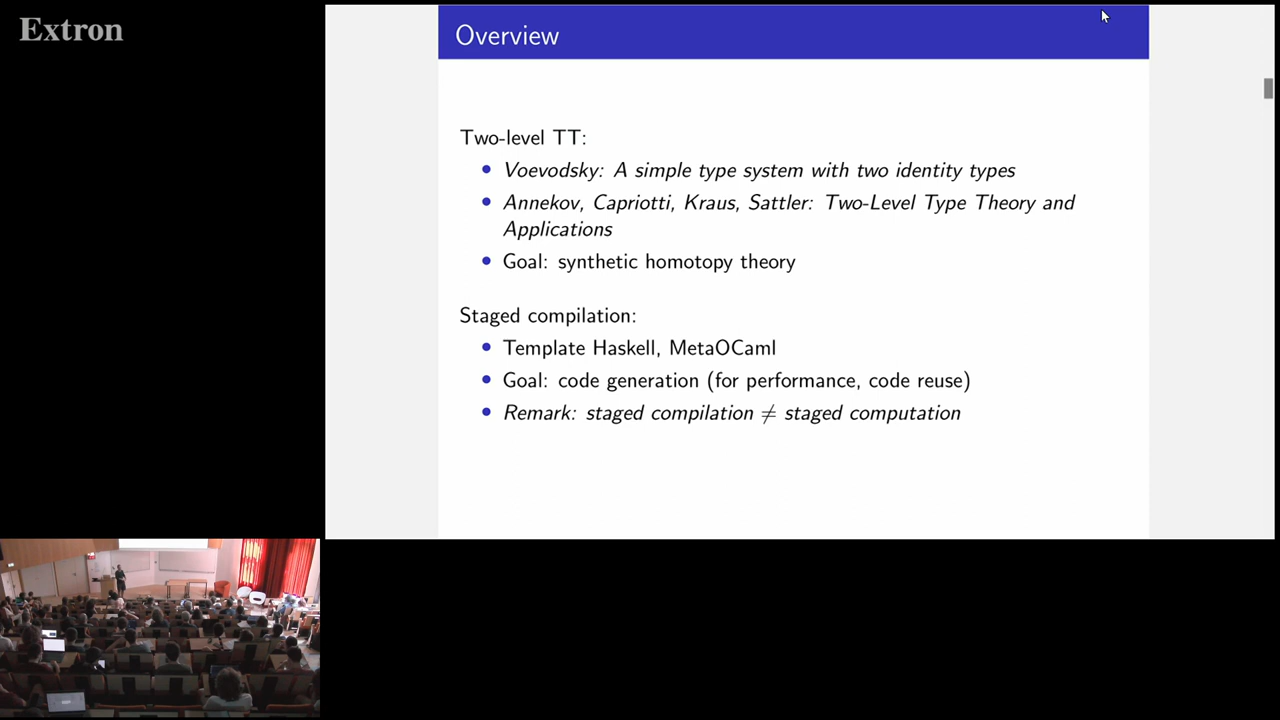 Extron
Overview
Two-level TT:
• Voevodsky: A simple type system with two identity types
• Annekov, Capriotti, Kraus, Sattler: Two-Level Type Theory and
Applications
• Goal: synthetic homotopy theory
Staged compilation:
• Template Haskell, MetaOCaml
• Goal: code generation (for performance, code reuse)
• Remark: staged compilation ≠ staged computation